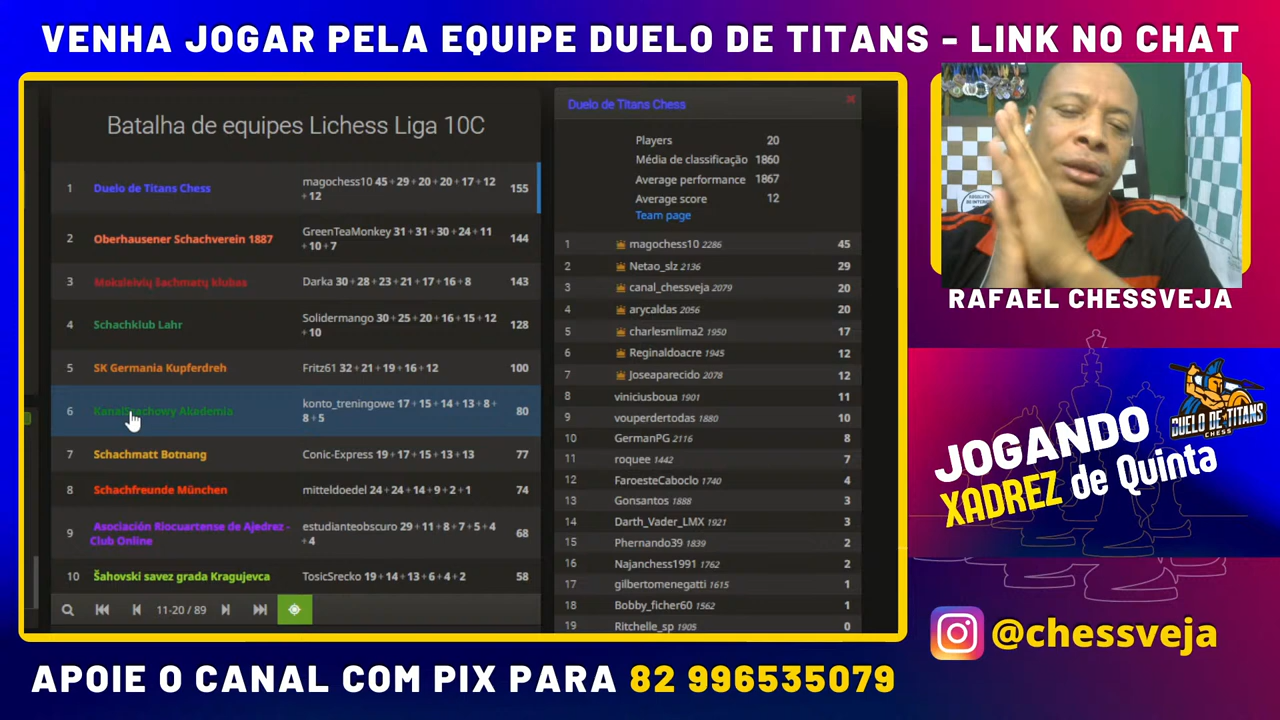 VENHA JOGAR PELA EQUIPE DUELO DE TITANS - LINK NO CHAT
Batalha de equipes Lichess Liga 10C
1 Duelo de Titans Chess magochess10 45+29+20+20+17+12
+12 155
2 Oberhausener Schachverein 1887 GreenTeaMonkey 31+31+30+24+11
+10+7 144
3 Moksleivių šachmatų klubas Darka 30+28+23+21+17+16+8 143
4 Schachklub Lahr Solidermango 30+25+20+16+15+12
+10 128
5 SK Germania Kupferdreh Fritz61 32+21+19+16+12 100
6 Akademia konto_treningowe 17+15+14+13+8+
8+5 80
7 Schachmatt Botnang Conic-Express 19+17+15+13+13 77
8 Schachfreunde München mitteldoedel 24+24+14+9+2+1 74
9 Asociación Riocuartense de Ajedrez -
Club Online estudianteobscuro 29+11+8+7+5+4
+4 68
10 Šahovski savez grada Kragujevca TosicSrecko 19+14+13+6+4+2 58
11-20 / 89
Duelo de Titans Chess
Players 20
Média de classificação 1860
Average performance 1867
Average score 12
Team page
1 magochess10 2286 45
2 Netao_slz 2136 29
3 canal_chessveja 2079 20
4 arycaldas 2056 20
5 charlesmlima2 1950 17
6 Reginaldoacre 1945 12
7 Joseaparecido 2078 12
8 viniciusboua 1901 11
9 vouperdertodas 1880 10
10 GermanPG 2116 8
11 roquee 1442 7
12 FaroesteCaboclo 1740 4
13 Gonsantos 1888 3
14 Darth_Vader_LMX 1921 3
15 Phernando39 1839 2
16 Najanchess1991 1762 2
17 gilbertomenegatti 1615 1
18 Bobby_ficher60 1562 1
19 Ritchelle_sp 1905 0
RAFAEL CHESSVEJA
DUELO DE TITANS
CHESS
JOGANDO
XADREZ de Quinta
@chessveja
APOIE O CANAL COM PIX PARA 82 996535079